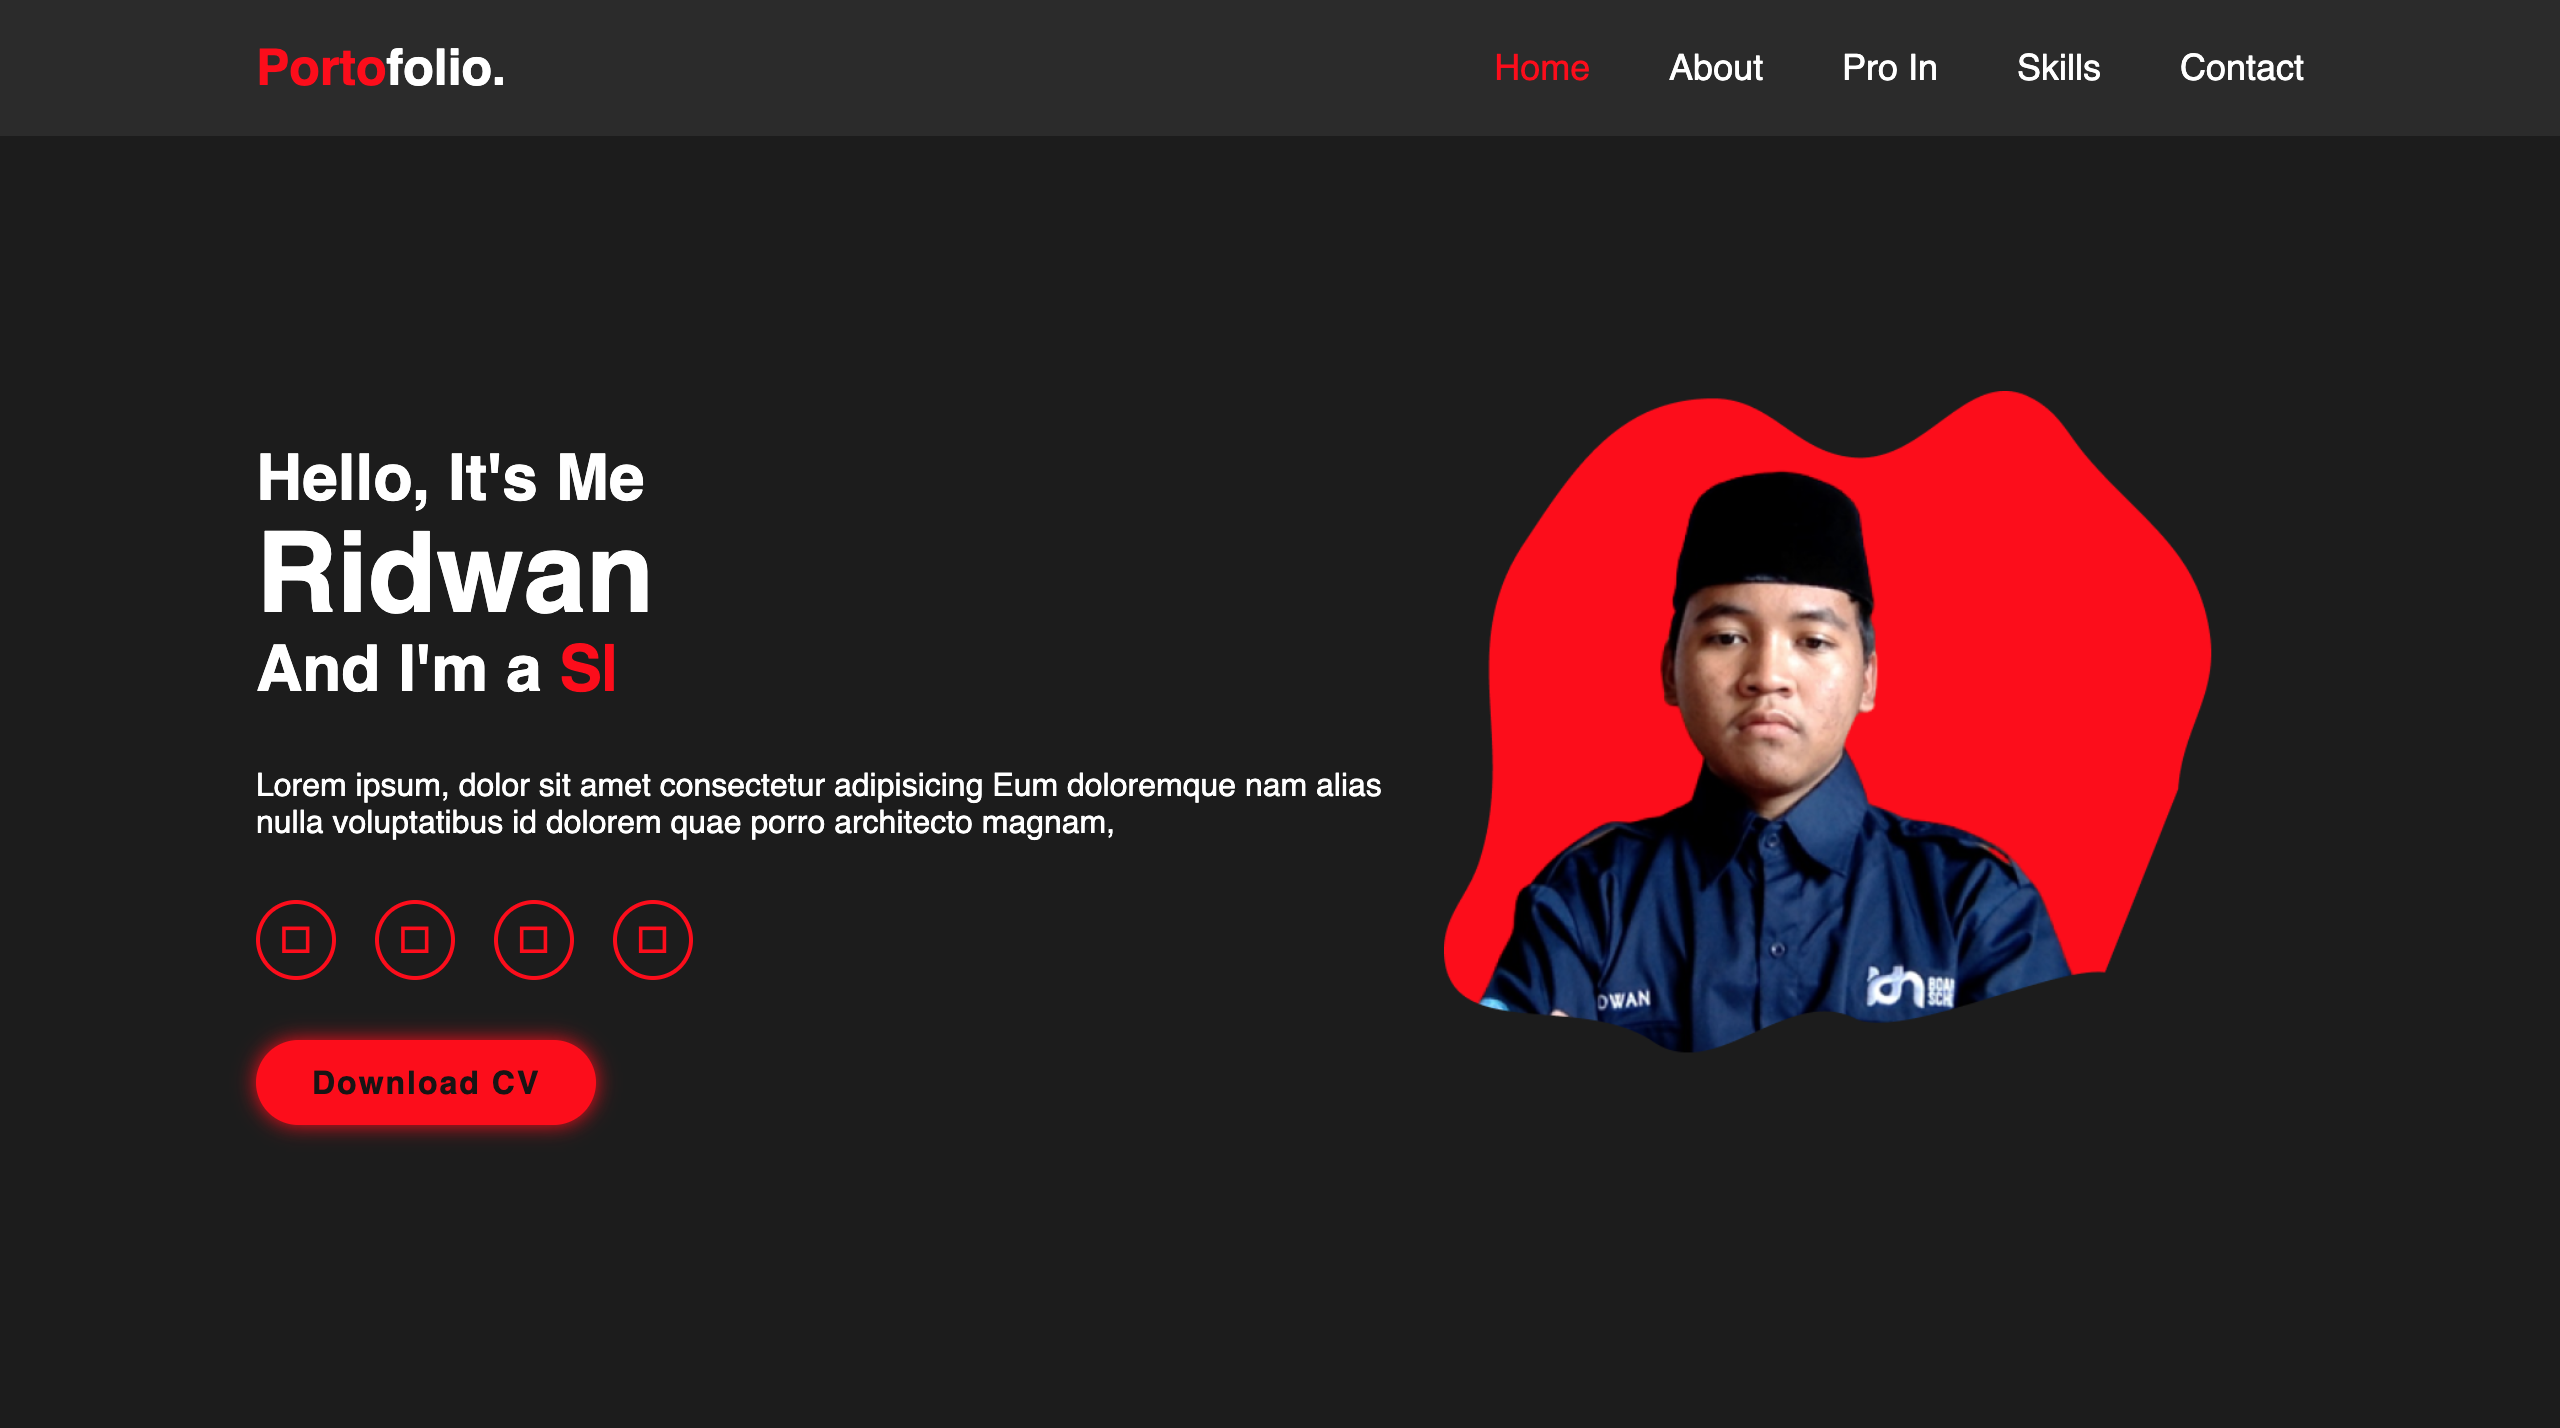 Portofolio.
Home About Pro In Skills Contact
Hello, It's Me
Ridwan
And I'm a S
Lorem ipsum, dolor sit amet consectetur adipisicing Eum doloremque nam alias
nulla voluptatibus id dolorem quae porro architecto magnam,
DWAN
idn
Download CV